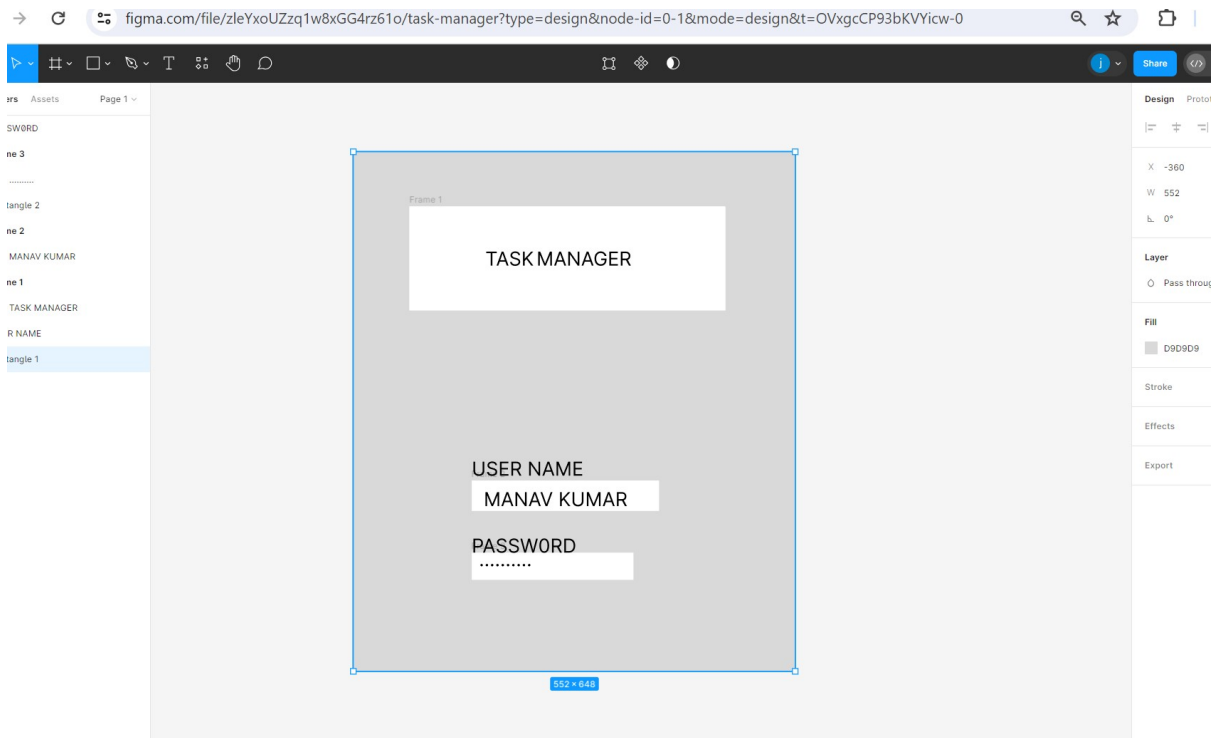 figma.com/file/zleYxoUZzq1w8xGG4rz61o/task-manager?type=design&node-id=0-1&mode=design&t=OVxgcCP93bKVYicw-0
j
Share
ers Assets Page 1
Design Protot
SW0RD
ne 3
..........
tangle 2
ne 2
MANAV KUMAR
ne 1
TASK MANAGER
R NAME
tangle 1
Frame 1
TASK MANAGER
USER NAME
MANAV KUMAR
PASSW0RD
..........
552 × 648
X -360
W 552
0°
Layer
Pass throug
Fill
D9D9D9
Stroke
Effects
Export